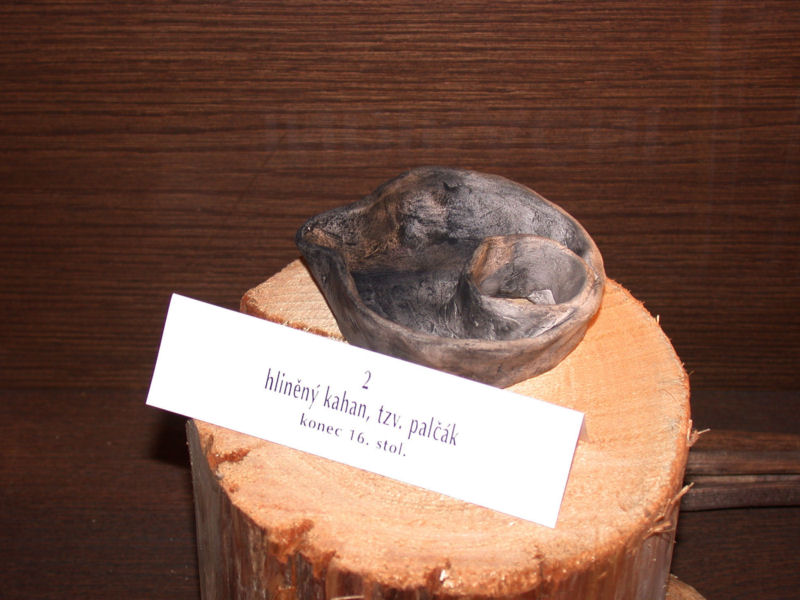 2
hliněný kahan, tzv. palčák
konec 16. stol.